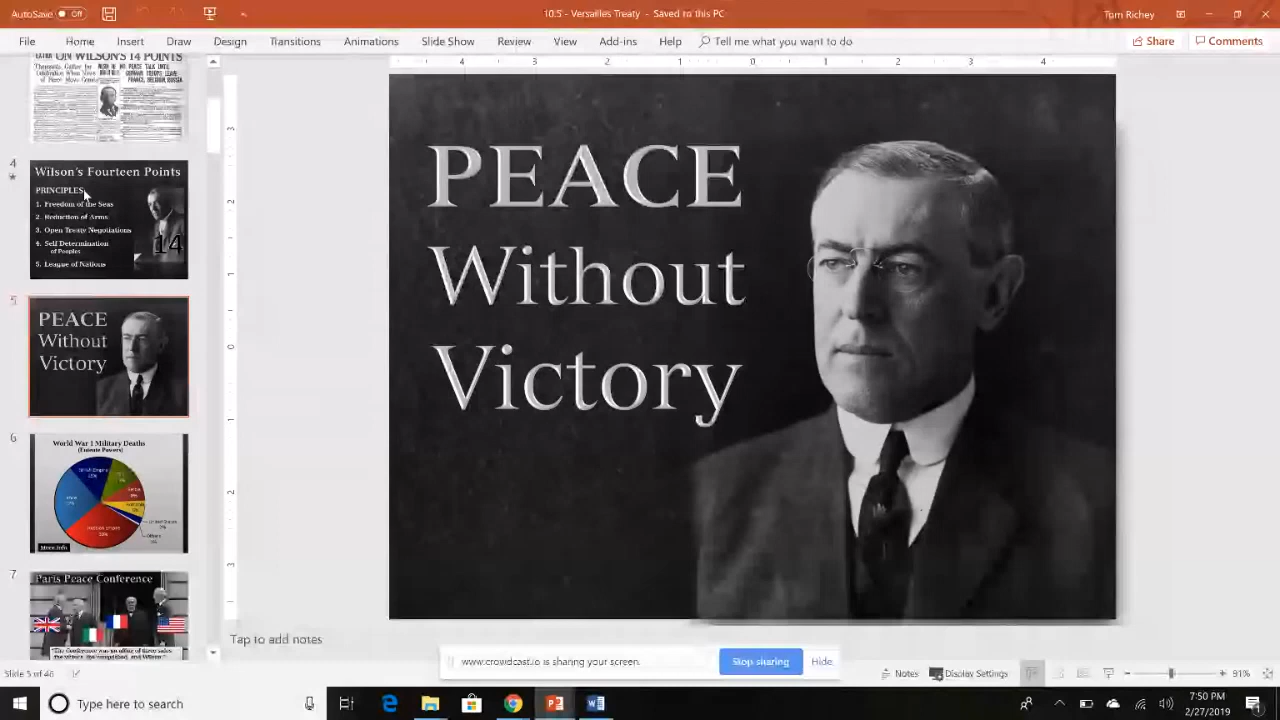 AutoSave Off
10.5 - Versailles Treaty - Saved to this PC
Tom Richey
File Home Insert Draw Design Transitions Animations Slide Show Review View Add-ins Help Tell me what you want to do Share Comments
ON WILSON'S 14 POINTS
4
Wilson's Fourteen Points
PRINCIPLES
1. Freedom of the Seas
2. Reduction of Arms
3. Open Treaty Negotiations
4. Self Determination
of Peoples
5. League of Nations
14
5
PEACE
Without
Victory
6
World War I Military Deaths
(Entente Powers)
More Info
7
Paris Peace Conference
PEACE
Without
Victory
Tap to add notes
www.crowdcast.io is sharing your screen.
Stop sharing
Hide
Slide 5 of 46
Notes
Display Settings
91%
Type here to search
7:50 PM
2/27/2019